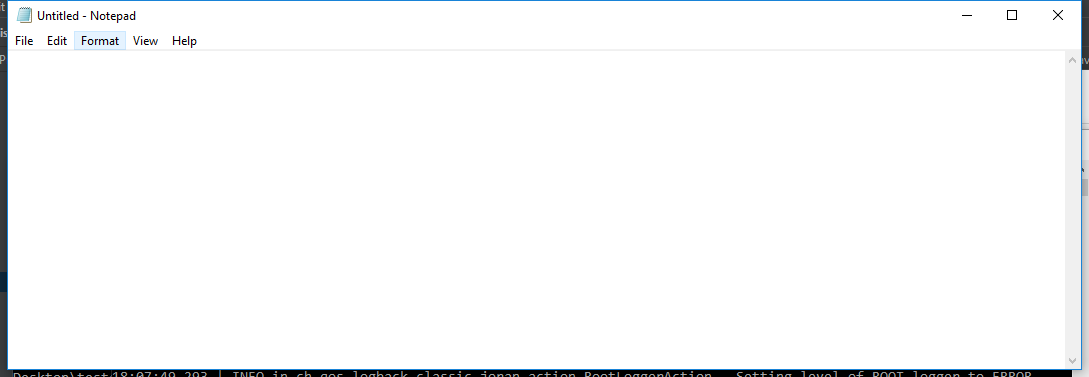 Untitled - Notepad
File Edit Format View Help
Desktop\test18:07:49.293 | INFO in ch.qos.logback.classic.joran.action.RootLoggerAction - Setting level of ROOT logger to ERROR